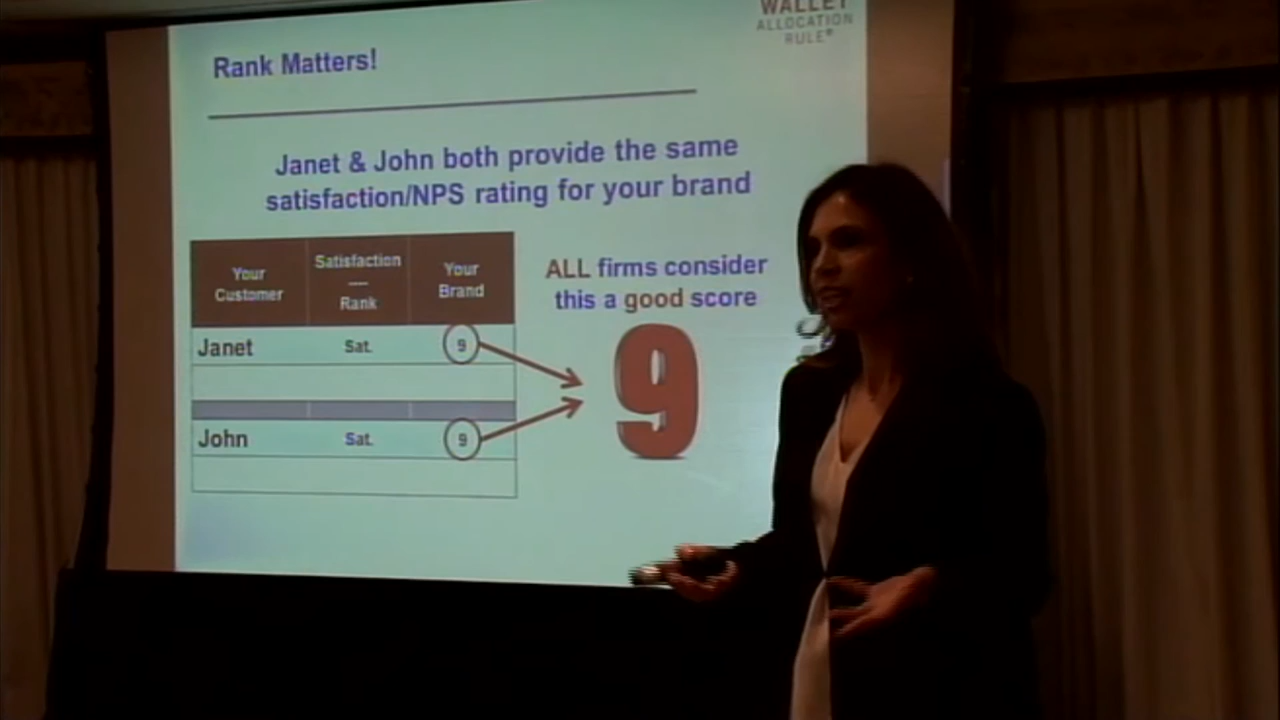 WALLET
ALLOCATION
RULE®
Rank Matters!
Janet & John both provide the same
satisfaction/NPS rating for your brand
Your
Customer
Satisfaction
----
Rank
Your
Brand
ALL firms consider
this a good score
Janet
Sat.
9
9
John
Sat.
9